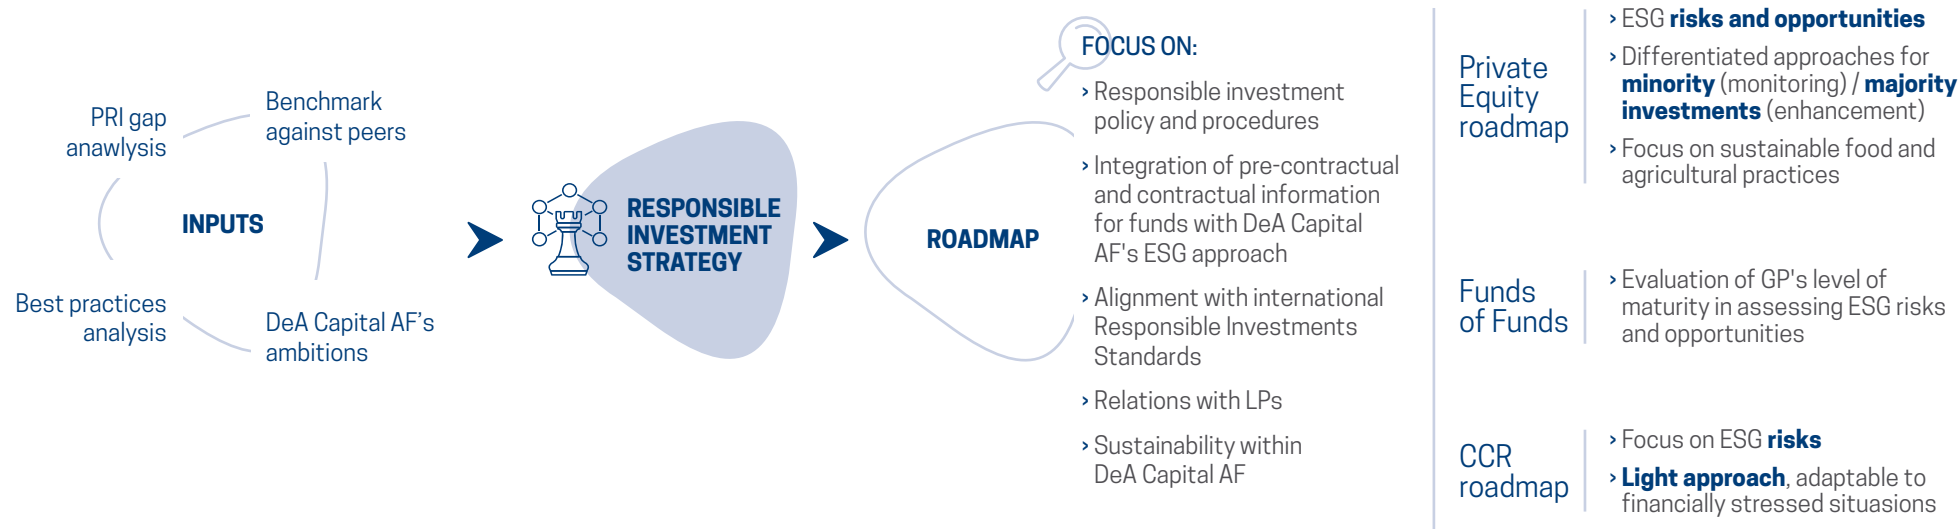 PRI gap
anawlysis
Benchmark
against peers
INPUTS
Best practices
analysis
DeA Capital AF’s
ambitions
RESPONSIBLE
INVESTMENT
STRATEGY
ROADMAP
FOCUS ON:
› Responsible investment
policy and procedures
› Integration of pre-contractual
and contractual information
for funds with DeA Capital
AF's ESG approach
› Alignment with international
Responsible Investments
Standards
› Relations with LPs
› Sustainability within
DeA Capital AF
Private
Equity
roadmap
› ESG risks and opportunities
› Differentiated approaches for
minority (monitoring) / majority
investments (enhancement)
› Focus on sustainable food and
agricultural practices
Funds
of Funds
› Evaluation of GP's level of
maturity in assessing ESG risks
and opportunities
CCR
roadmap
› Focus on ESG risks
› Light approach, adaptable to
financially stressed situasions